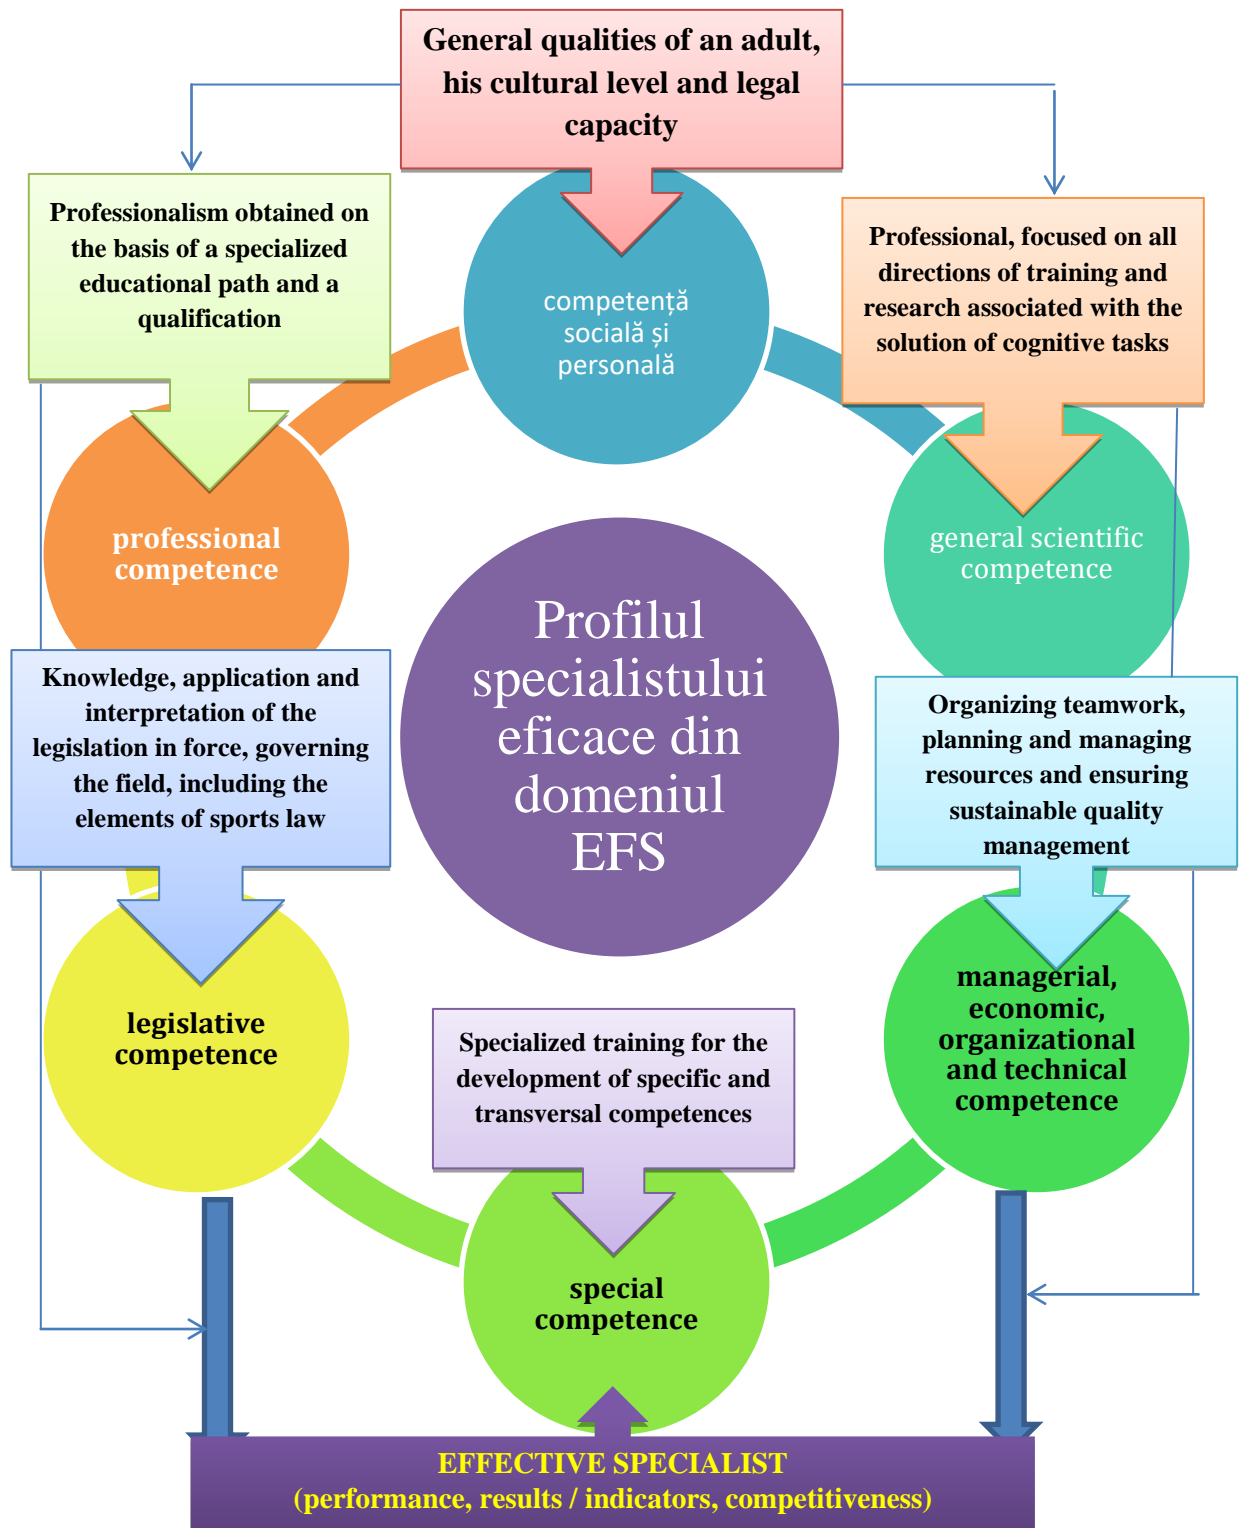 General qualities of an adult,
his cultural level and legal
capacity
Professionalism obtained on
the basis of a specialized
educational path and a
qualification
Professional, focused on all
directions of training and
research associated with the
solution of cognitive tasks
competență
socială și
personală
professional
competence
general scientific
competence
Profilul
specialistului
eficace din
domeniul
EFS
Knowledge, application and
interpretation of the
legislation in force, governing
the field, including the
elements of sports law
Organizing teamwork,
planning and managing
resources and ensuring
sustainable quality
management
legislative
competence
managerial,
economic,
organizational
and technical
competence
Specialized training for the
development of specific and
transversal competences
special
competence
EFFECTIVE SPECIALIST
(performance, results / indicators, competitiveness)